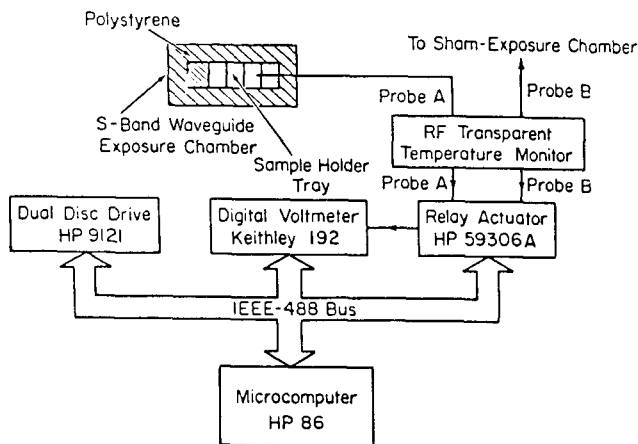 Polystyrene
To Sham-Exposure Chamber
Probe A
Probe B
S-Band Waveguide
Exposure Chamber
RF Transparent
Temperature Monitor
Sample Holder
Tray
Probe A
Probe B
Dual Disc Drive
HP 9121
Digital Voltmeter
Keithley 192
Relay Actuator
HP 59306A
IEEE-488 Bus
Microcomputer
HP 86